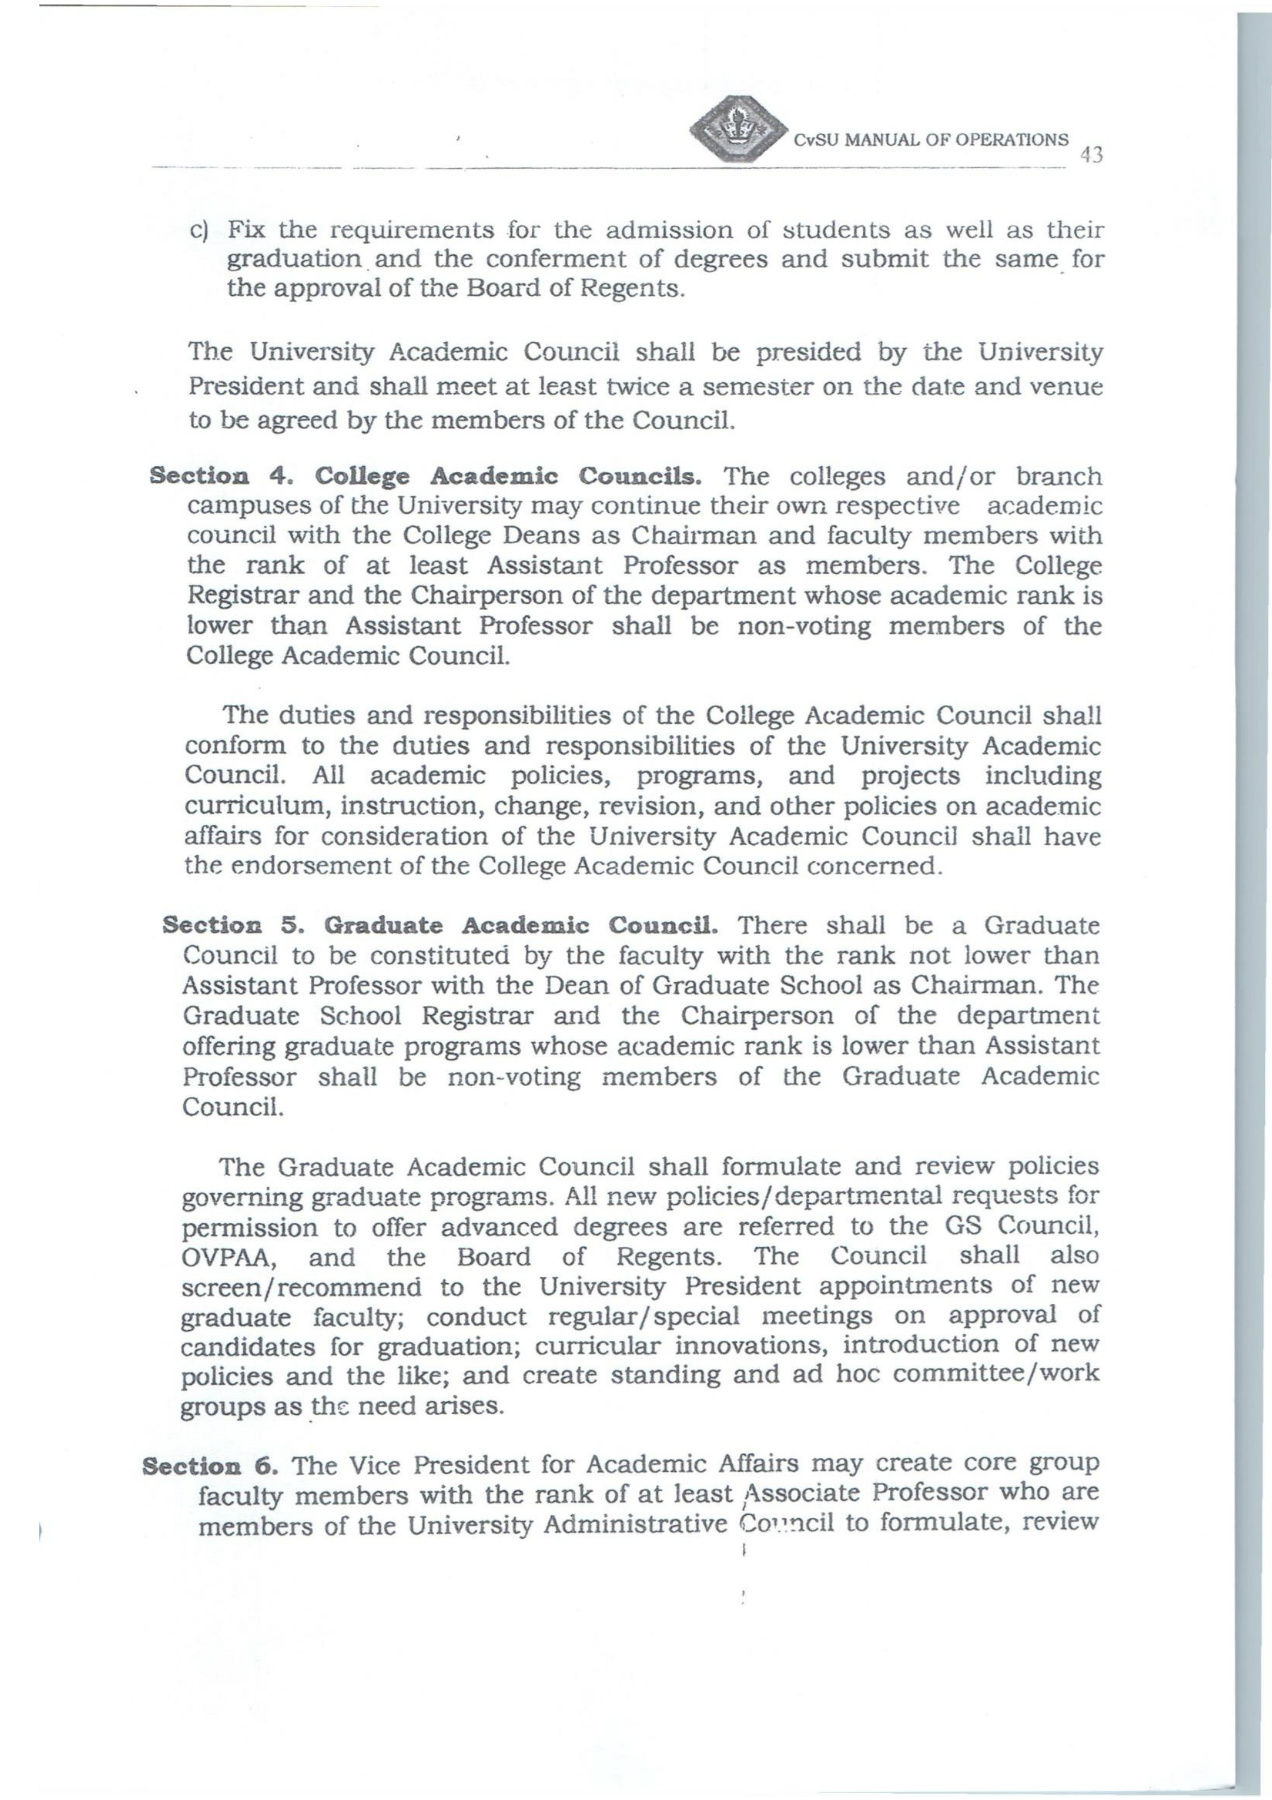 CvSU MANUAL OF OPERATIONS 43
c) Fix the requirements for the admission of students as well as their
graduation and the conferment of degrees and submit the same for
the approval of the Board of Regents.
The University Academic Council shall be presided by the University
President and shall meet at least twice a semester on the date and venue
to be agreed by the members of the Council.
Section 4. College Academic Councils. The colleges and/or branch
campuses of the University may continue their own respective academic
council with the College Deans as Chairman and faculty members with
the rank of at least Assistant Professor as members. The College
Registrar and the Chairperson of the department whose academic rank is
lower than Assistant Professor shall be non-voting members of the
College Academic Council.
The duties and responsibilities of the College Academic Council shall
conform to the duties and responsibilities of the University Academic
Council. All academic policies, programs, and projects including
curriculum, instruction, change, revision, and other policies on academic
affairs for consideration of the University Academic Council shall have
the endorsement of the College Academic Council concerned.
Section 5. Graduate Academic Council. There shall be a Graduate
Council to be constituted by the faculty with the rank not lower than
Assistant Professor with the Dean of Graduate School as Chairman. The
Graduate School Registrar and the Chairperson of the department
offering graduate programs whose academic rank is lower than Assistant
Professor shall be non-voting members of the Graduate Academic
Council.
The Graduate Academic Council shall formulate and review policies
governing graduate programs. All new policies/departmental requests for
permission to offer advanced degrees are referred to the GS Council,
OVPAA, and the Board of Regents. The Council shall also
screen/recommend to the University President appointments of new
graduate faculty; conduct regular/special meetings on approval of
candidates for graduation; curricular innovations, introduction of new
policies and the like; and create standing and ad hoc committee/work
groups as the need arises.
Section 6. The Vice President for Academic Affairs may create core group
faculty members with the rank of at least Associate Professor who are
members of the University Administrative Council to formulate, review